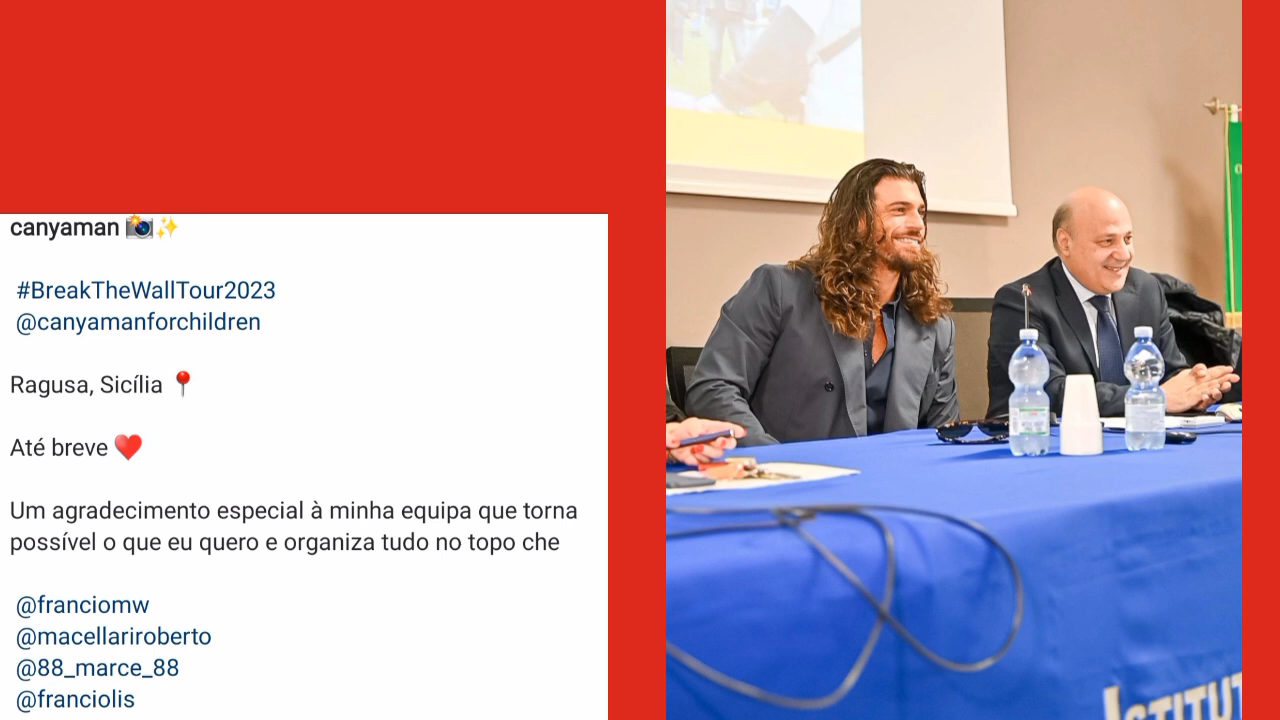 canyaman 📸✨
#BreakTheWallTour2023
@canyamanforchildren
Ragusa, Sicília 📍
Até breve ❤️
Um agradecimento especial à minha equipa que torna
possível o que eu quero e organiza tudo no topo che
@franciomw
@macellariroberto
@88_marce_88
@franciolis